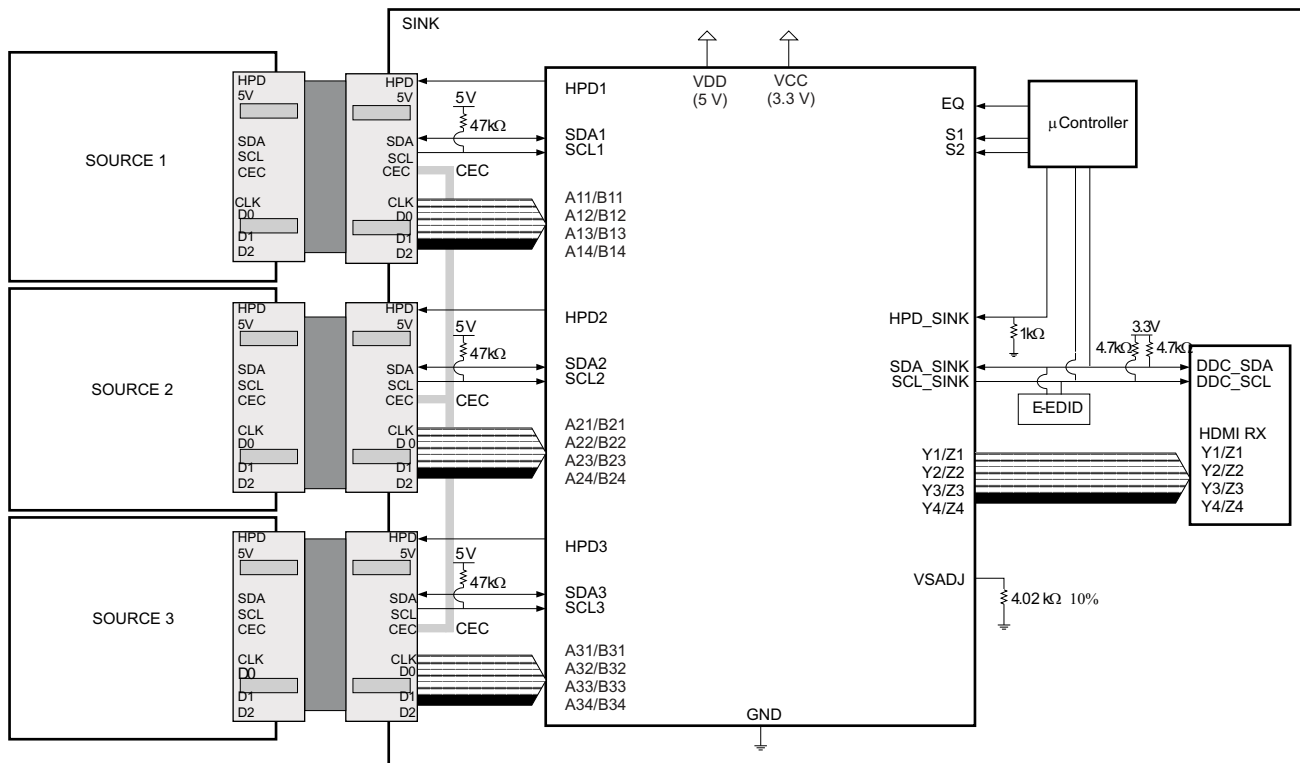 SINK
SOURCE 1
HPD
5V
SDA
SCL
CEC
CLK
D0
D1
D2
HPD
5V
SDA
SCL
CEC
CLK
D0
D1
D2
5V
47kΩ
CEC
HPD1
SDA1
SCL1
A11/B11
A12/B12
A13/B13
A14/B14
SOURCE 2
HPD
5V
SDA
SCL
CEC
CLK
D0
D1
D2
HPD
5V
SDA
SCL
CEC
CLK
D 0
D1
D2
5V
47kΩ
CEC
HPD2
SDA2
SCL2
A21/B21
A22/B22
A23/B23
A24/B24
SOURCE 3
HPD
5V
SDA
SCL
CEC
CLK
D0
D1
D2
HPD
5V
SDA
SCL
CEC
CLK
D0
D1
D2
5V
47kΩ
CEC
HPD3
SDA3
SCL3
A31/B31
A32/B32
A33/B33
A34/B34
VDD
(5 V)
VCC
(3.3 V)
EQ
S1
S2
μController
HPD_SINK
1kΩ
3.3V
4.7kΩ 4.7kΩ
SDA_SINK
SCL_SINK
E-EDID
DDC_SDA
DDC_SCL
HDMI RX
Y1/Z1
Y2/Z2
Y3/Z3
Y4/Z4
Y1/Z1
Y2/Z2
Y3/Z3
Y4/Z4
VSADJ
4.02 kΩ 10%
GND